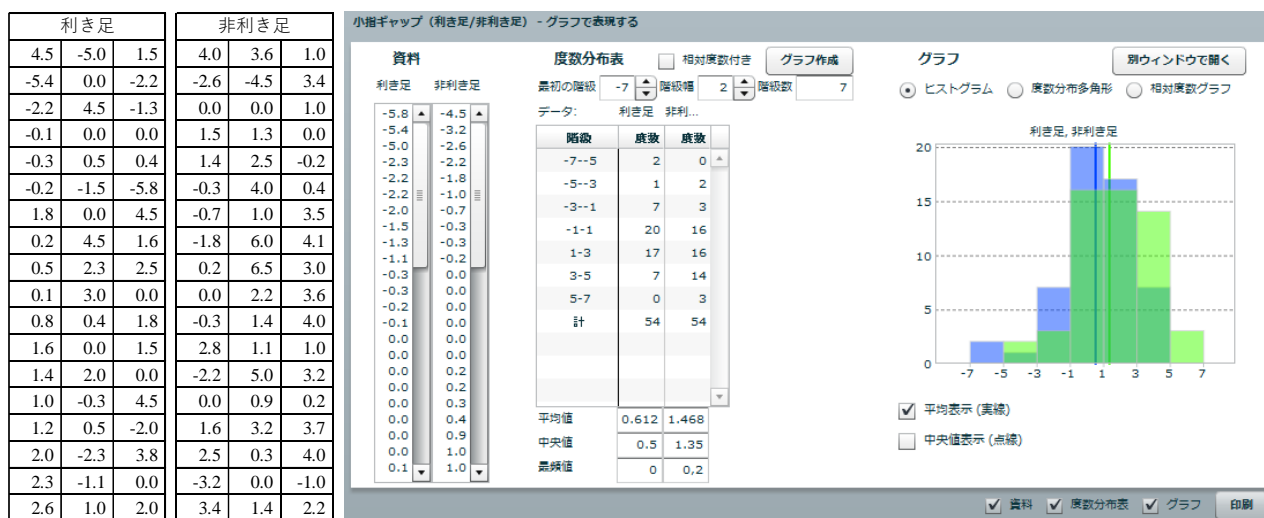 利き足 非利き足
4.5 -5.0 1.5 4.0 3.6 1.0
-5.4 0.0 -2.2 -2.6 -4.5 3.4
-2.2 4.5 -1.3 0.0 0.0 1.0
-0.1 0.0 0.0 1.5 1.3 0.0
-0.3 0.5 0.4 1.4 2.5 -0.2
-0.2 -1.5 -5.8 -0.3 4.0 0.4
1.8 0.0 4.5 -0.7 1.0 3.5
0.2 4.5 1.6 -1.8 6.0 4.1
0.5 2.3 2.5 0.2 6.5 3.0
0.1 3.0 0.0 0.0 2.2 3.6
0.8 0.4 1.8 -0.3 1.4 4.0
1.6 0.0 1.5 2.8 1.1 1.0
1.4 2.0 0.0 -2.2 5.0 3.2
1.0 -0.3 4.5 0.0 0.9 0.2
1.2 0.5 -2.0 1.6 3.2 3.7
2.0 -2.3 3.8 2.5 0.3 4.0
2.3 -1.1 0.0 -3.2 0.0 -1.0
2.6 1.0 2.0 3.4 1.4 2.2
小指ギャップ（利き足/非利き足） - グラフで表現する
資料
利き足 非利き足
-5.8 -4.5
-5.4 -3.2
-5.0 -2.6
-2.3 -2.2
-2.2 -1.8
-2.2 -1.0
-2.0 -0.7
-1.5 -0.3
-1.3 -0.3
-1.1 -0.2
-0.3 0.0
-0.3 0.0
-0.2 0.0
-0.1 0.0
0.0 0.0
0.0 0.0
0.0 0.2
0.0 0.2
0.0 0.3
0.0 0.4
0.0 0.9
0.0 1.0
0.1 1.0
度数分布表 相対度数付き グラフ作成
最初の階級 -7 階級幅 2 階級数 7
データ: 利き足 非利...
階級 度数 度数
-7--5 2 0
-5--3 1 2
-3--1 7 3
-1-1 20 16
1-3 17 16
3-5 7 14
5-7 0 3
計 54 54
平均値 0.612 1.468
中央値 0.5 1.35
最頻値 0 0,2
グラフ 別ウィンドウで開く
ヒストグラム 度数分布多角形 相対度数グラフ
利き足, 非利き足
20
15
10
5
0
-7 -5 -3 -1 1 3 5 7
平均表示 (実線)
中央値表示 (点線)
資料 度数分布表 グラフ 印刷